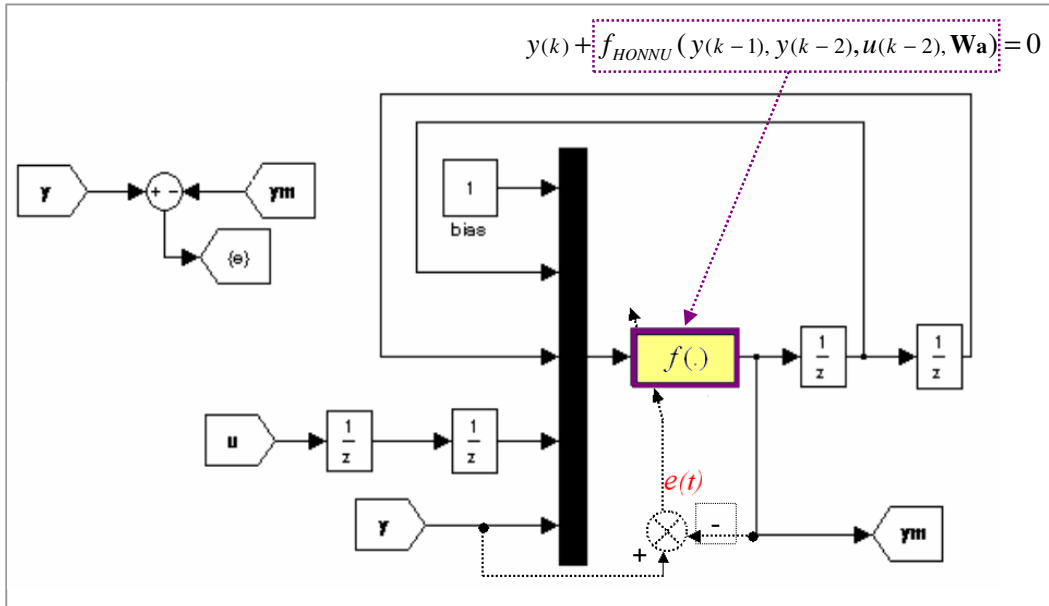 y(k) + f_HONNU(y(k − 1), y(k − 2), u(k − 2), Wa) = 0
y
+ −
ym
{e}
1
bias
f(.)
1
z
1
z
u
1
z
1
z
e(t)
y
-
+
ym